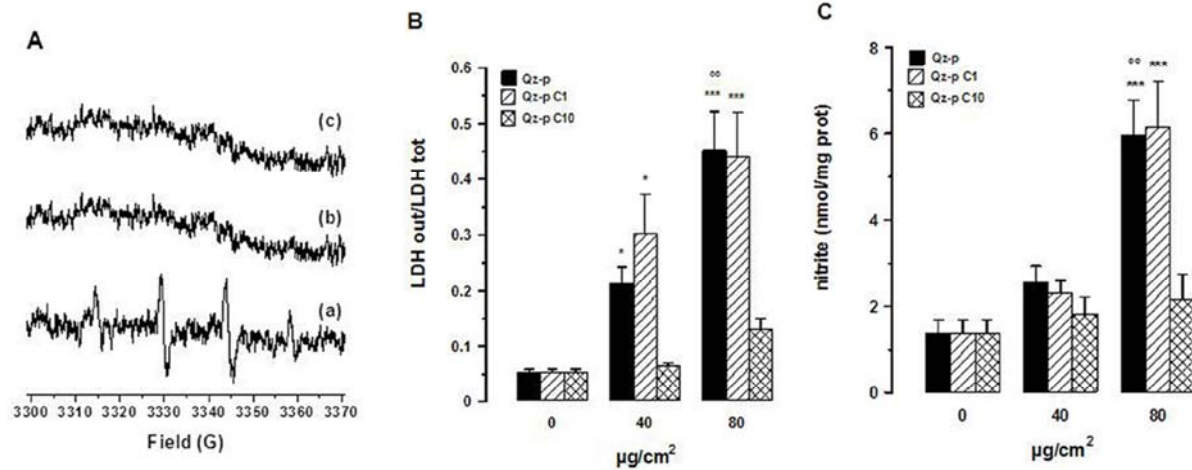 A
(c)
(b)
(a)
3300 3310 3320 3330 3340 3350 3360 3370
Field (G)
B
LDH out/LDH tot
0.6
0.5
0.4
0.3
0.2
0.1
0.0
Qz-p
Qz-p C1
Qz-p C10
*
*
°°
*** ***
0 40 80
µg/cm²
C
nitrite (nmol/mg prot)
8
6
4
2
0
Qz-p
Qz-p C1
Qz-p C10
°° ***
***
0 40 80
µg/cm²